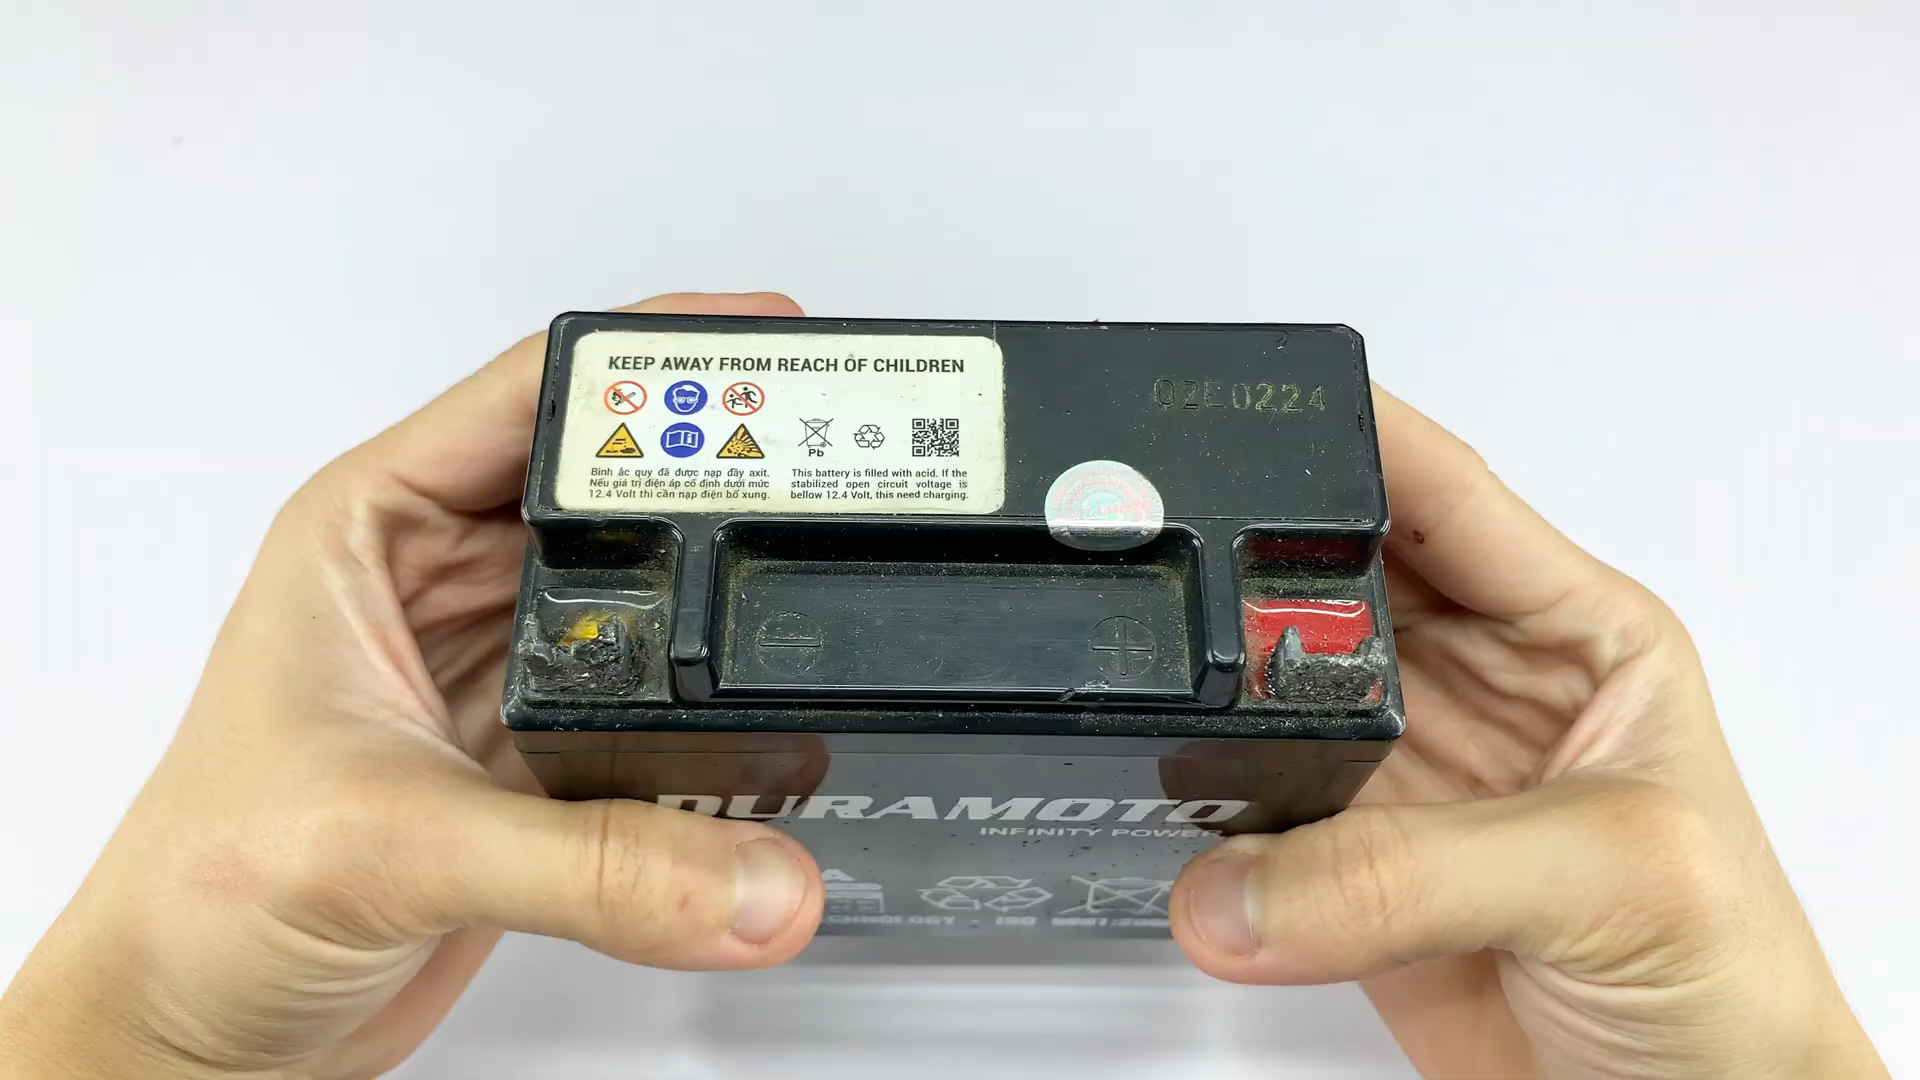 KEEP AWAY FROM REACH OF CHILDREN
Pb
Bình ắc quy đã được nạp đầy axit.
Nếu giá trị điện áp cố định dưới mức
12.4 Volt thì cần nạp điện bổ xung.
This battery is filled with acid. If the
stabilized open circuit voltage is
bellow 12.4 Volt, this need charging.
DURAMOTO
INFINITY POWER